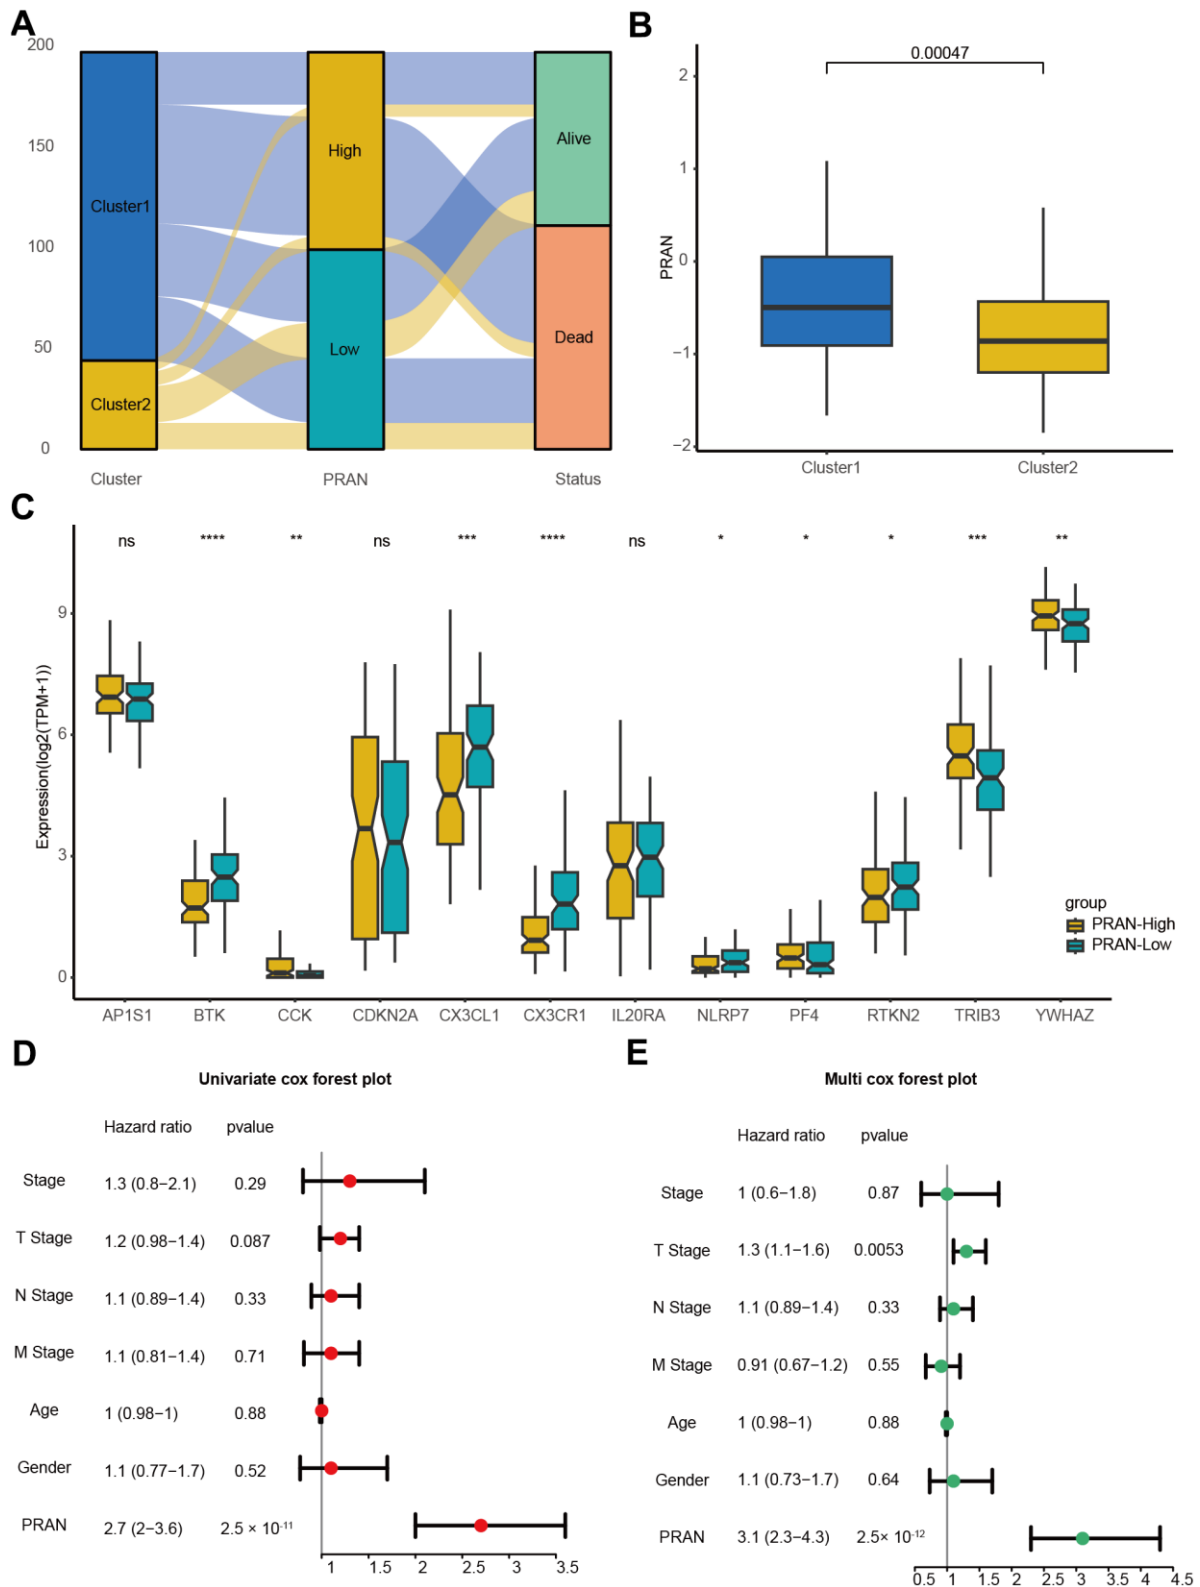 A
200
150
100
50
0
Cluster1
Cluster2
High
Low
Alive
Dead
Cluster PRAN Status
B
0.00047
PRAN
2
1
0
−1
−2
Cluster1 Cluster2
C
ns **** ** ns *** **** ns * * * *** **
Expression(log2(TPM+1))
9
6
3
0
group
PRAN-High
PRAN-Low
AP1S1 BTK CCK CDKN2A CX3CL1 CX3CR1 IL20RA NLRP7 PF4 RTKN2 TRIB3 YWHAZ
D
Univariate cox forest plot
Hazard ratio pvalue
Stage 1.3 (0.8−2.1) 0.29
T Stage 1.2 (0.98−1.4) 0.087
N Stage 1.1 (0.89−1.4) 0.33
M Stage 1.1 (0.81−1.4) 0.71
Age 1 (0.98−1) 0.88
Gender 1.1 (0.77−1.7) 0.52
PRAN 2.7 (2−3.6) 2.5 × 10⁻¹¹
1 1.5 2 2.5 3 3.5
E
Multi cox forest plot
Hazard ratio pvalue
Stage 1 (0.6−1.8) 0.87
T Stage 1.3 (1.1−1.6) 0.0053
N Stage 1.1 (0.89−1.4) 0.33
M Stage 0.91 (0.67−1.2) 0.55
Age 1 (0.98−1) 0.88
Gender 1.1 (0.73−1.7) 0.64
PRAN 3.1 (2.3−4.3) 2.5× 10⁻¹²
0.5 1 1.5 2 2.5 3 3.5 4 4.5